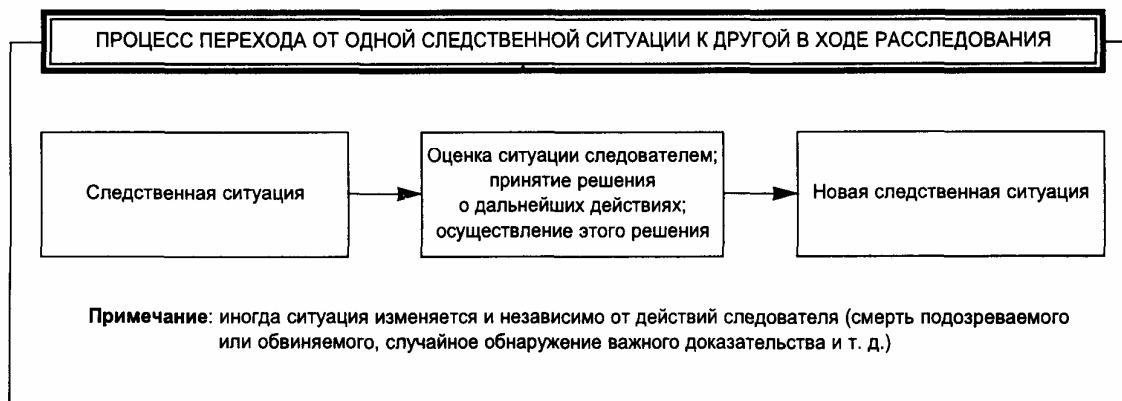 ПРОЦЕСС ПЕРЕХОДА ОТ ОДНОЙ СЛЕДСТВЕННОЙ СИТУАЦИИ К ДРУГОЙ В ХОДЕ РАССЛЕДОВАНИЯ
Следственная ситуация
Оценка ситуации следователем;
принятие решения
о дальнейших действиях;
осуществление этого решения
Новая следственная ситуация
Примечание: иногда ситуация изменяется и независимо от действий следователя (смерть подозреваемого
или обвиняемого, случайное обнаружение важного доказательства и т. д.)